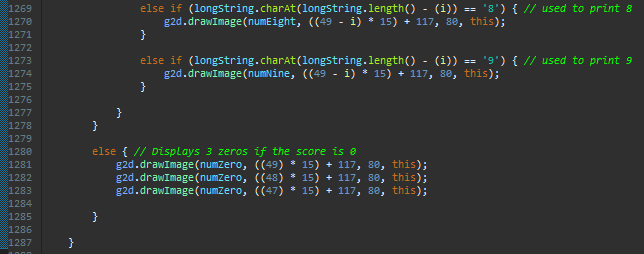 1269 else if (longString.charAt(longString.length() - (i)) == '8') { // used to print 8
1270 g2d.drawImage(numEight, ((49 - i) * 15) + 117, 80, this);
1271 }
1272
1273 else if (longString.charAt(longString.length() - (i)) == '9') { // used to print 9
1274 g2d.drawImage(numNine, ((49 - i) * 15) + 117, 80, this);
1275 }
1276
1277 }
1278 }
1279
1280 else { // Displays 3 zeros if the score is 0
1281 g2d.drawImage(numZero, ((49) * 15) + 117, 80, this);
1282 g2d.drawImage(numZero, ((48) * 15) + 117, 80, this);
1283 g2d.drawImage(numZero, ((47) * 15) + 117, 80, this);
1284
1285 }
1286
1287 }